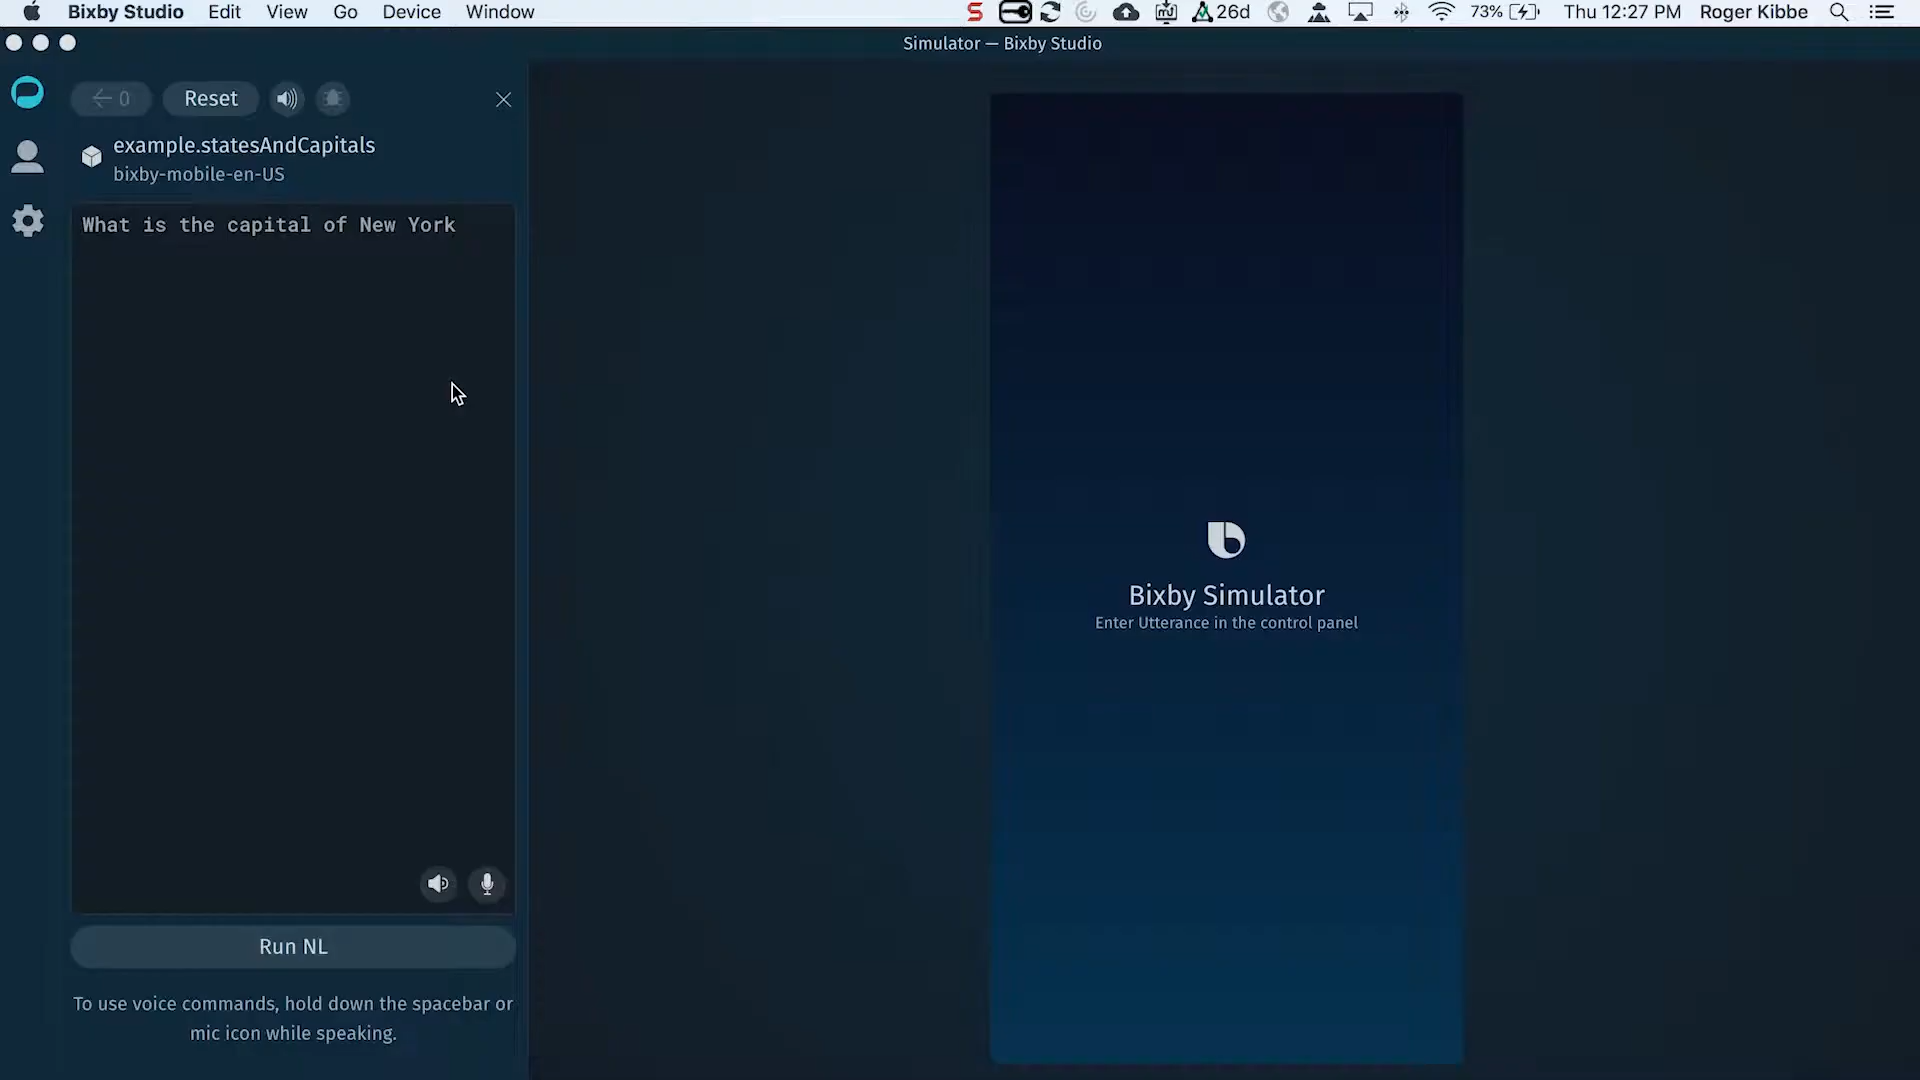 Bixby Studio Edit View Go Device Window 26d 73% Thu 12:27 PM Roger Kibbe
Simulator — Bixby Studio
0 Reset
example.statesAndCapitals
bixby-mobile-en-US
What is the capital of New York
Bixby Simulator
Enter Utterance in the control panel
Run NL
To use voice commands, hold down the spacebar or
mic icon while speaking.